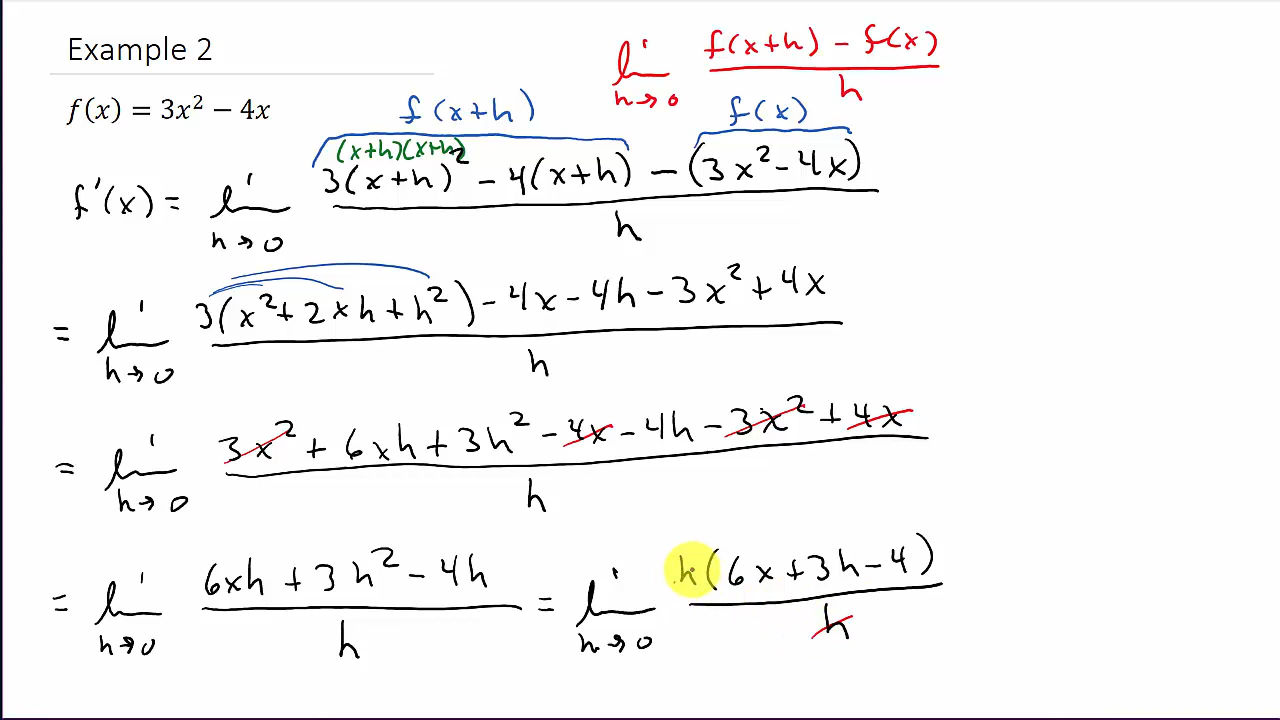 Example 2
lim h→0 f(x+h) − f(x) / h
f(x) = 3x² − 4x
f(x+h) f(x)
(x+h)(x+h)
f'(x) = lim h→0 3(x+h)² − 4(x+h) − (3x² − 4x) / h
= lim h→0 3(x² + 2xh + h²) − 4x − 4h − 3x² + 4x / h
= lim h→0 3x² + 6xh + 3h² − 4x − 4h − 3x² + 4x / h
= lim h→0 6xh + 3h² − 4h / h = lim h→0 h(6x + 3h − 4) / h